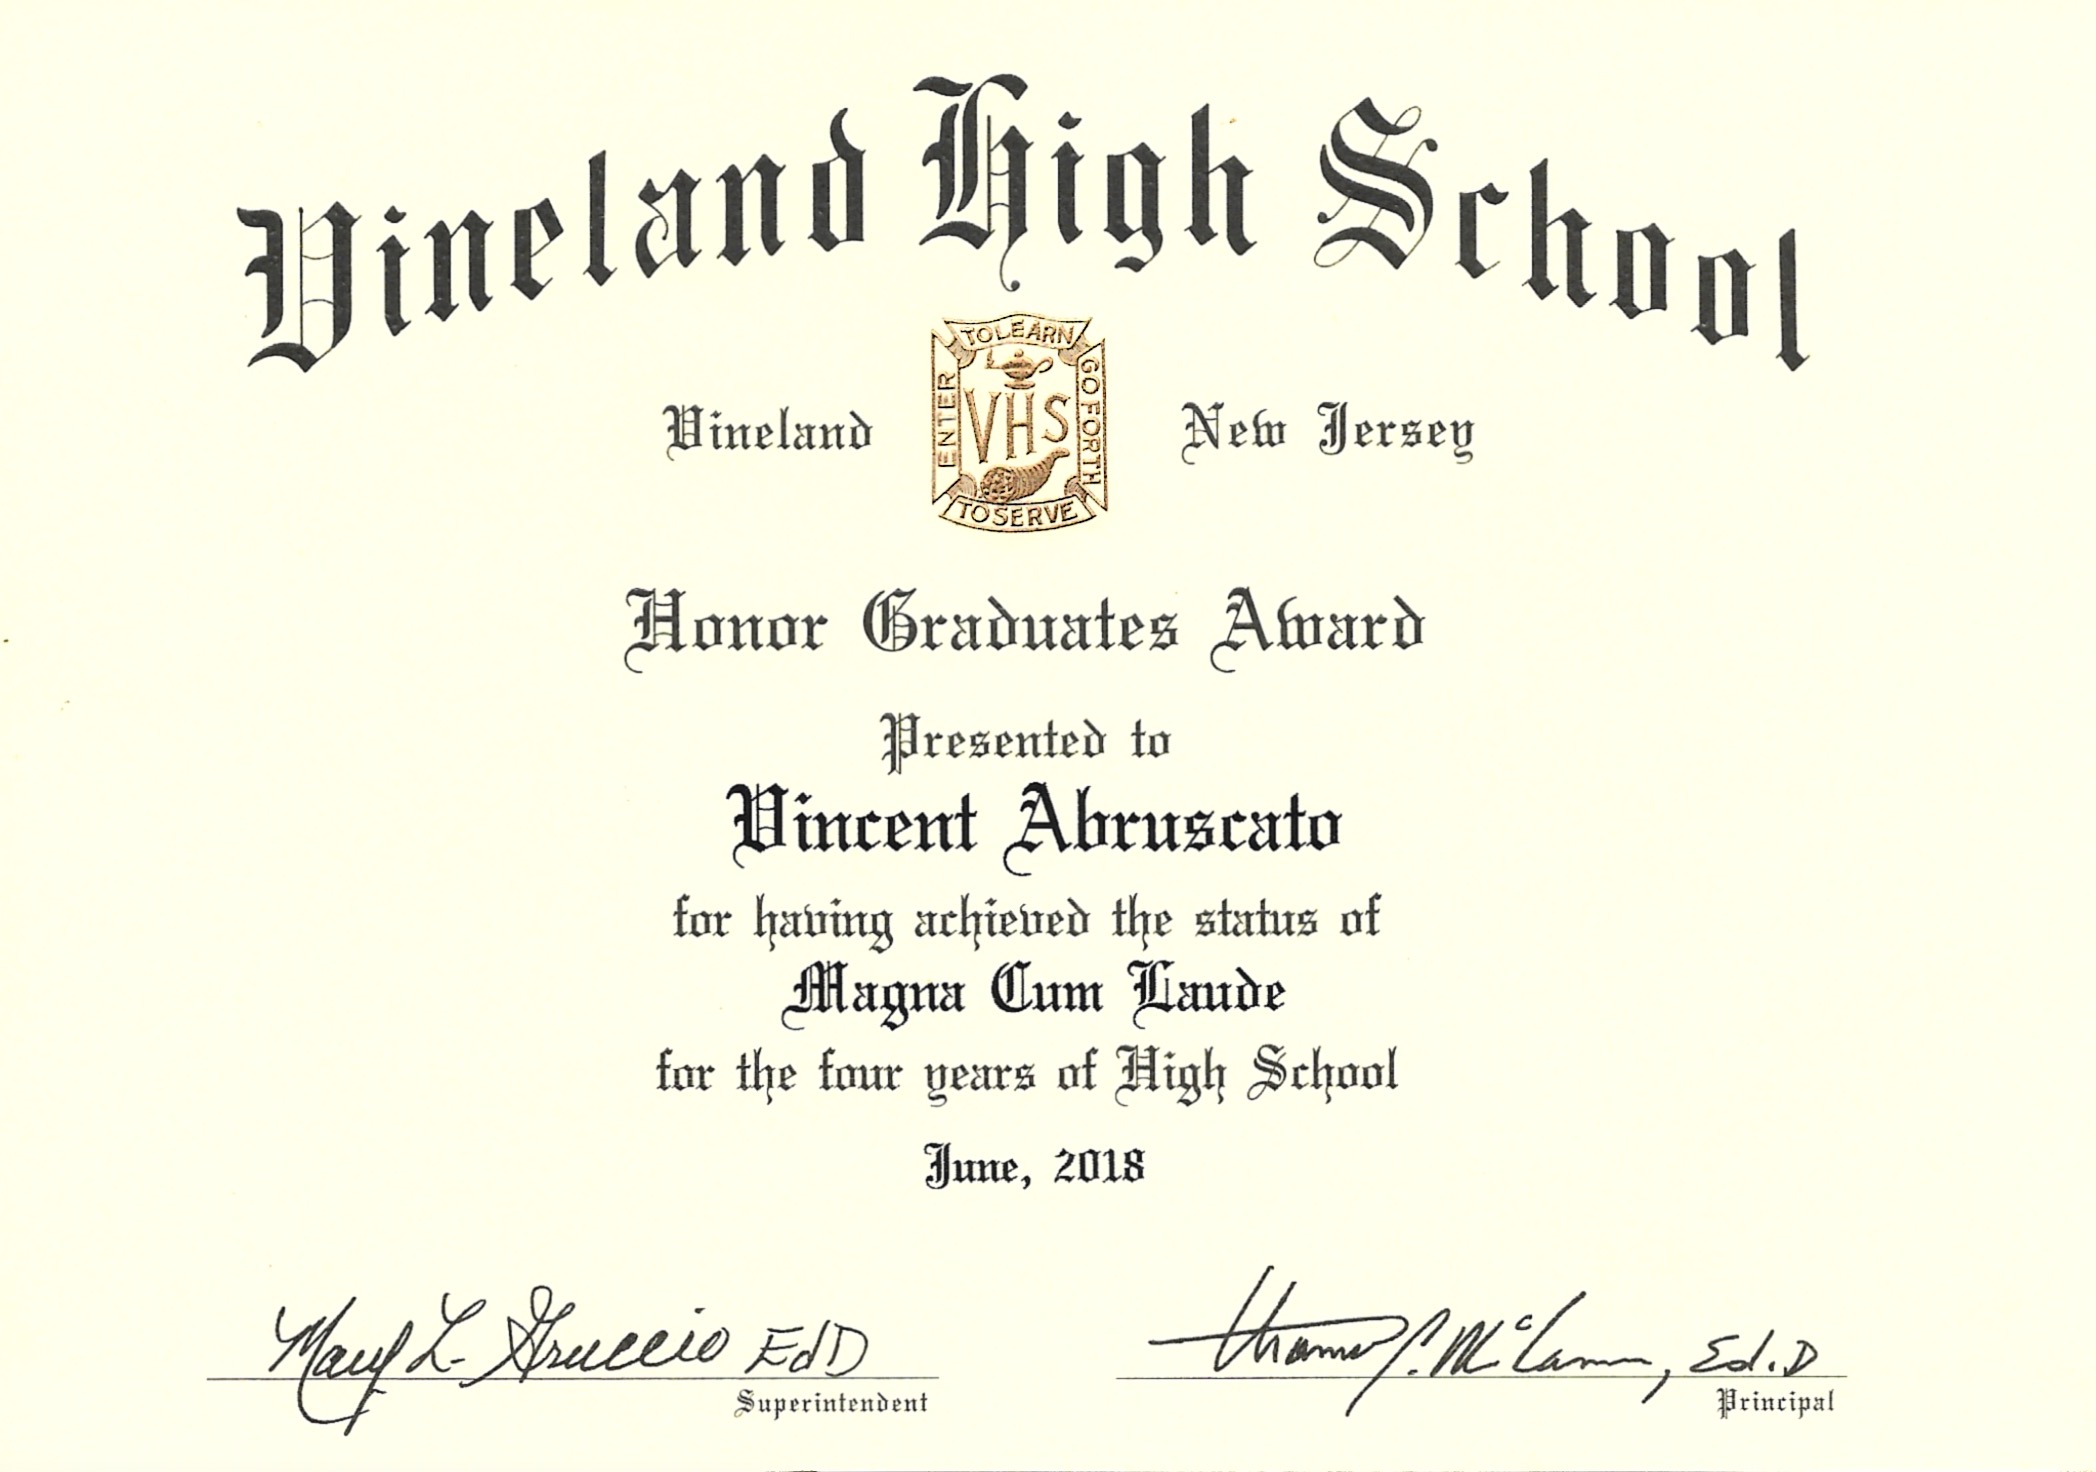 Vineland High School
Vineland New Jersey
ENTER
TO LEARN
GO FORTH
TO SERVE
VHS
Honor Graduates Award
Presented to
Vincent Abruscato
for having achieved the status of
Magna Cum Laude
for the four years of High School
June, 2018
Mary L. Gruccio EdD
Thomas P. McCann, Ed.D
Superintendent
Principal